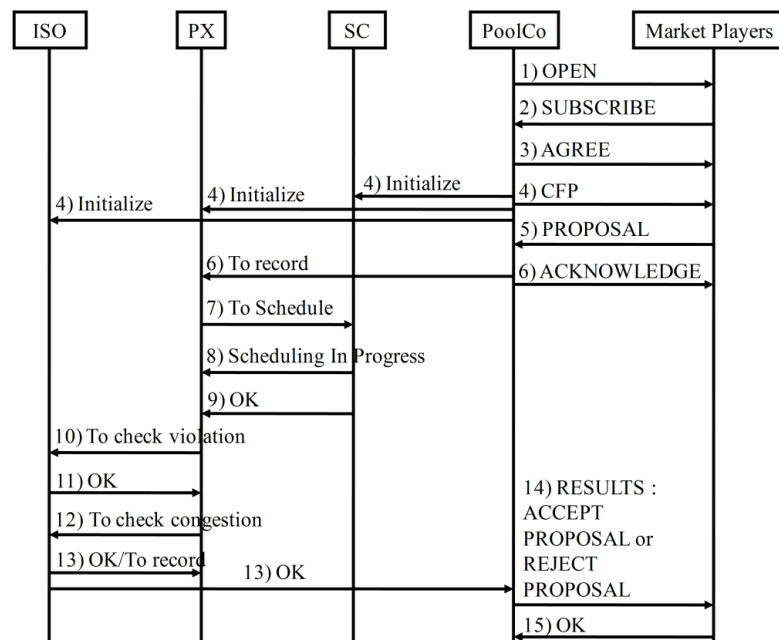 ISO
PX
SC
PoolCo
Market Players
1) OPEN
2) SUBSCRIBE
3) AGREE
4) Initialize
4) Initialize
4) Initialize
4) CFP
5) PROPOSAL
6) To record
6) ACKNOWLEDGE
7) To Schedule
8) Scheduling In Progress
9) OK
10) To check violation
11) OK
12) To check congestion
13) OK/To record
13) OK
14) RESULTS :
ACCEPT
PROPOSAL or
REJECT
PROPOSAL
15) OK